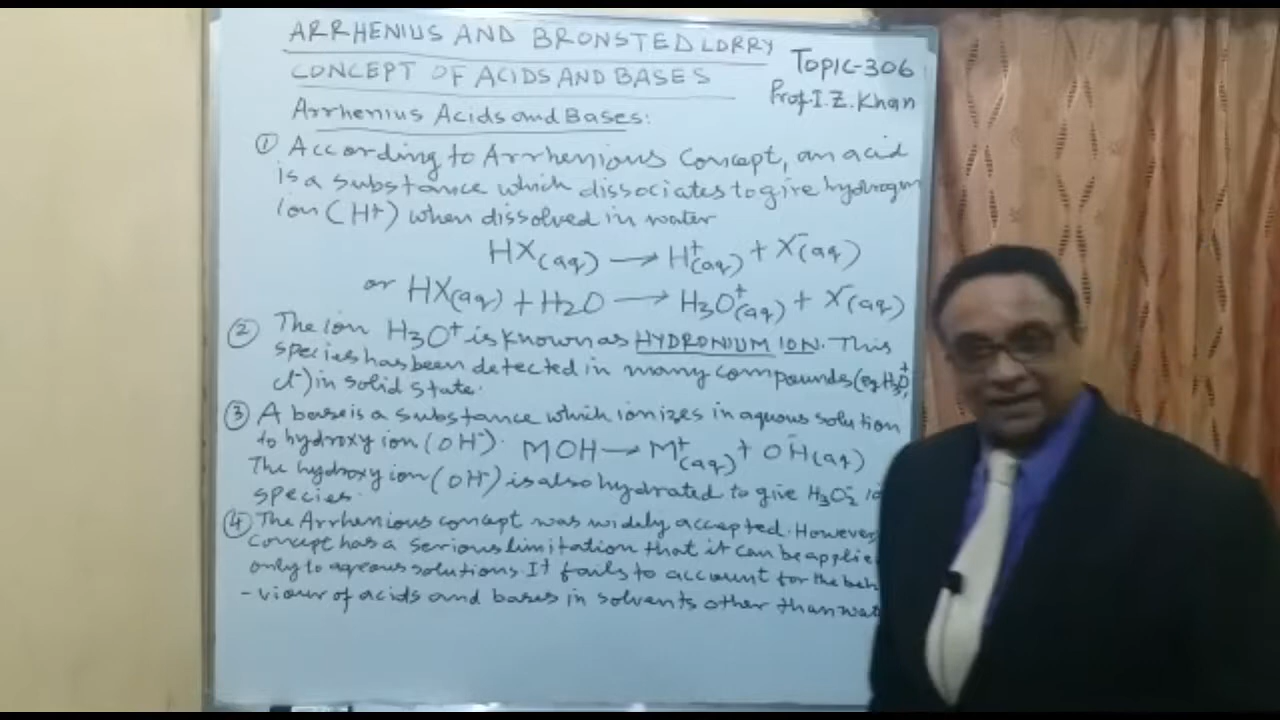 ARRHENIUS AND BRONSTED LORRY
CONCEPT OF ACIDS AND BASES
Topic-306
Prof. I. Z. Khan
Arrhenius Acids and Bases:
① According to Arrhenious Concept, an acid
is a substance which dissociates to give hydrogen
ion (H+) when dissolved in water
HX(aq) → H+(aq) + X-(aq)
or HX(aq) + H2O → H3O+(aq) + X-(aq)
② The ion H3O+ is known as HYDRONIUM ION. This
species has been detected in many compounds (eg H3O+,
Cl-) in solid state.
③ A base is a substance which ionizes in aquous solution
to hydroxy ion (OH-). MOH → M+(aq) + OH-(aq)
The hydroxy ion (OH-) is also hydrated to give H3O2-
species.
④ The Arrhenious concept was widely accepted. However,
concept has a serious limitation that it can be applie
only to aqeous solutions. It fails to account for the beh
-viour of acids and bases in solvents other than wat